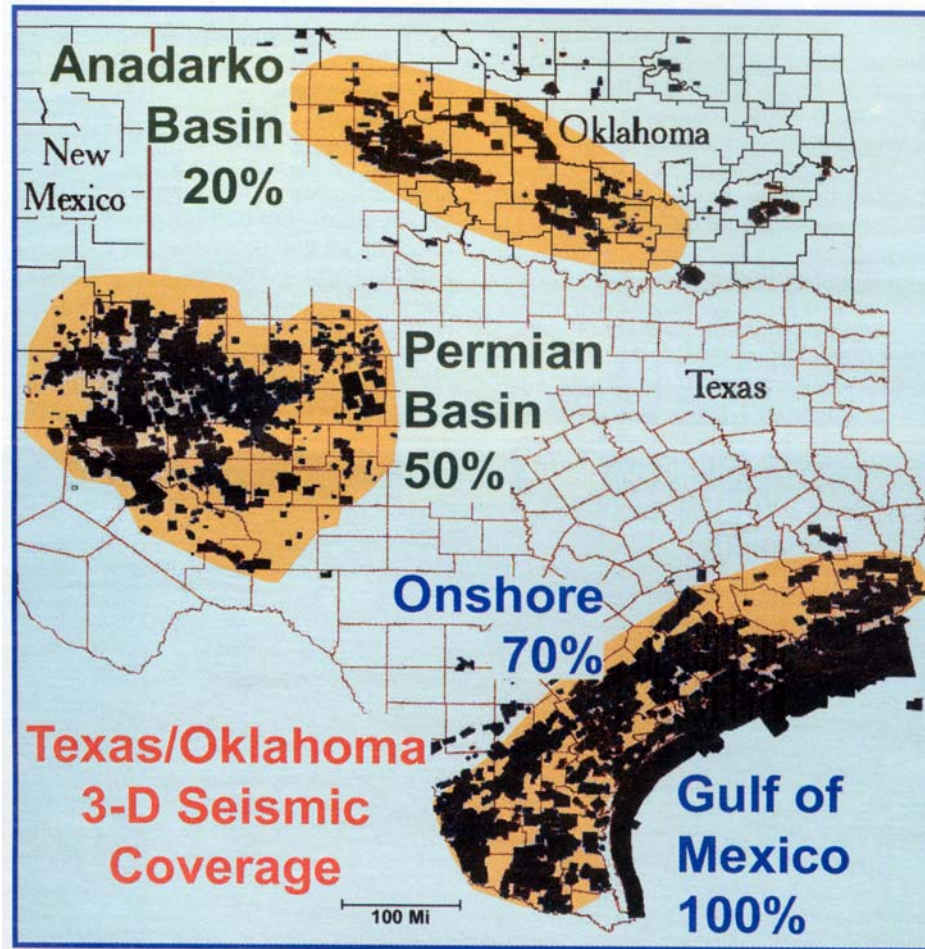 Anadarko
Basin
20%
Oklahoma
New
Mexico
Permian
Basin
50%
Texas
Onshore
70%
Texas/Oklahoma
3-D Seismic
Coverage
Gulf of
Mexico
100%
100 Mi